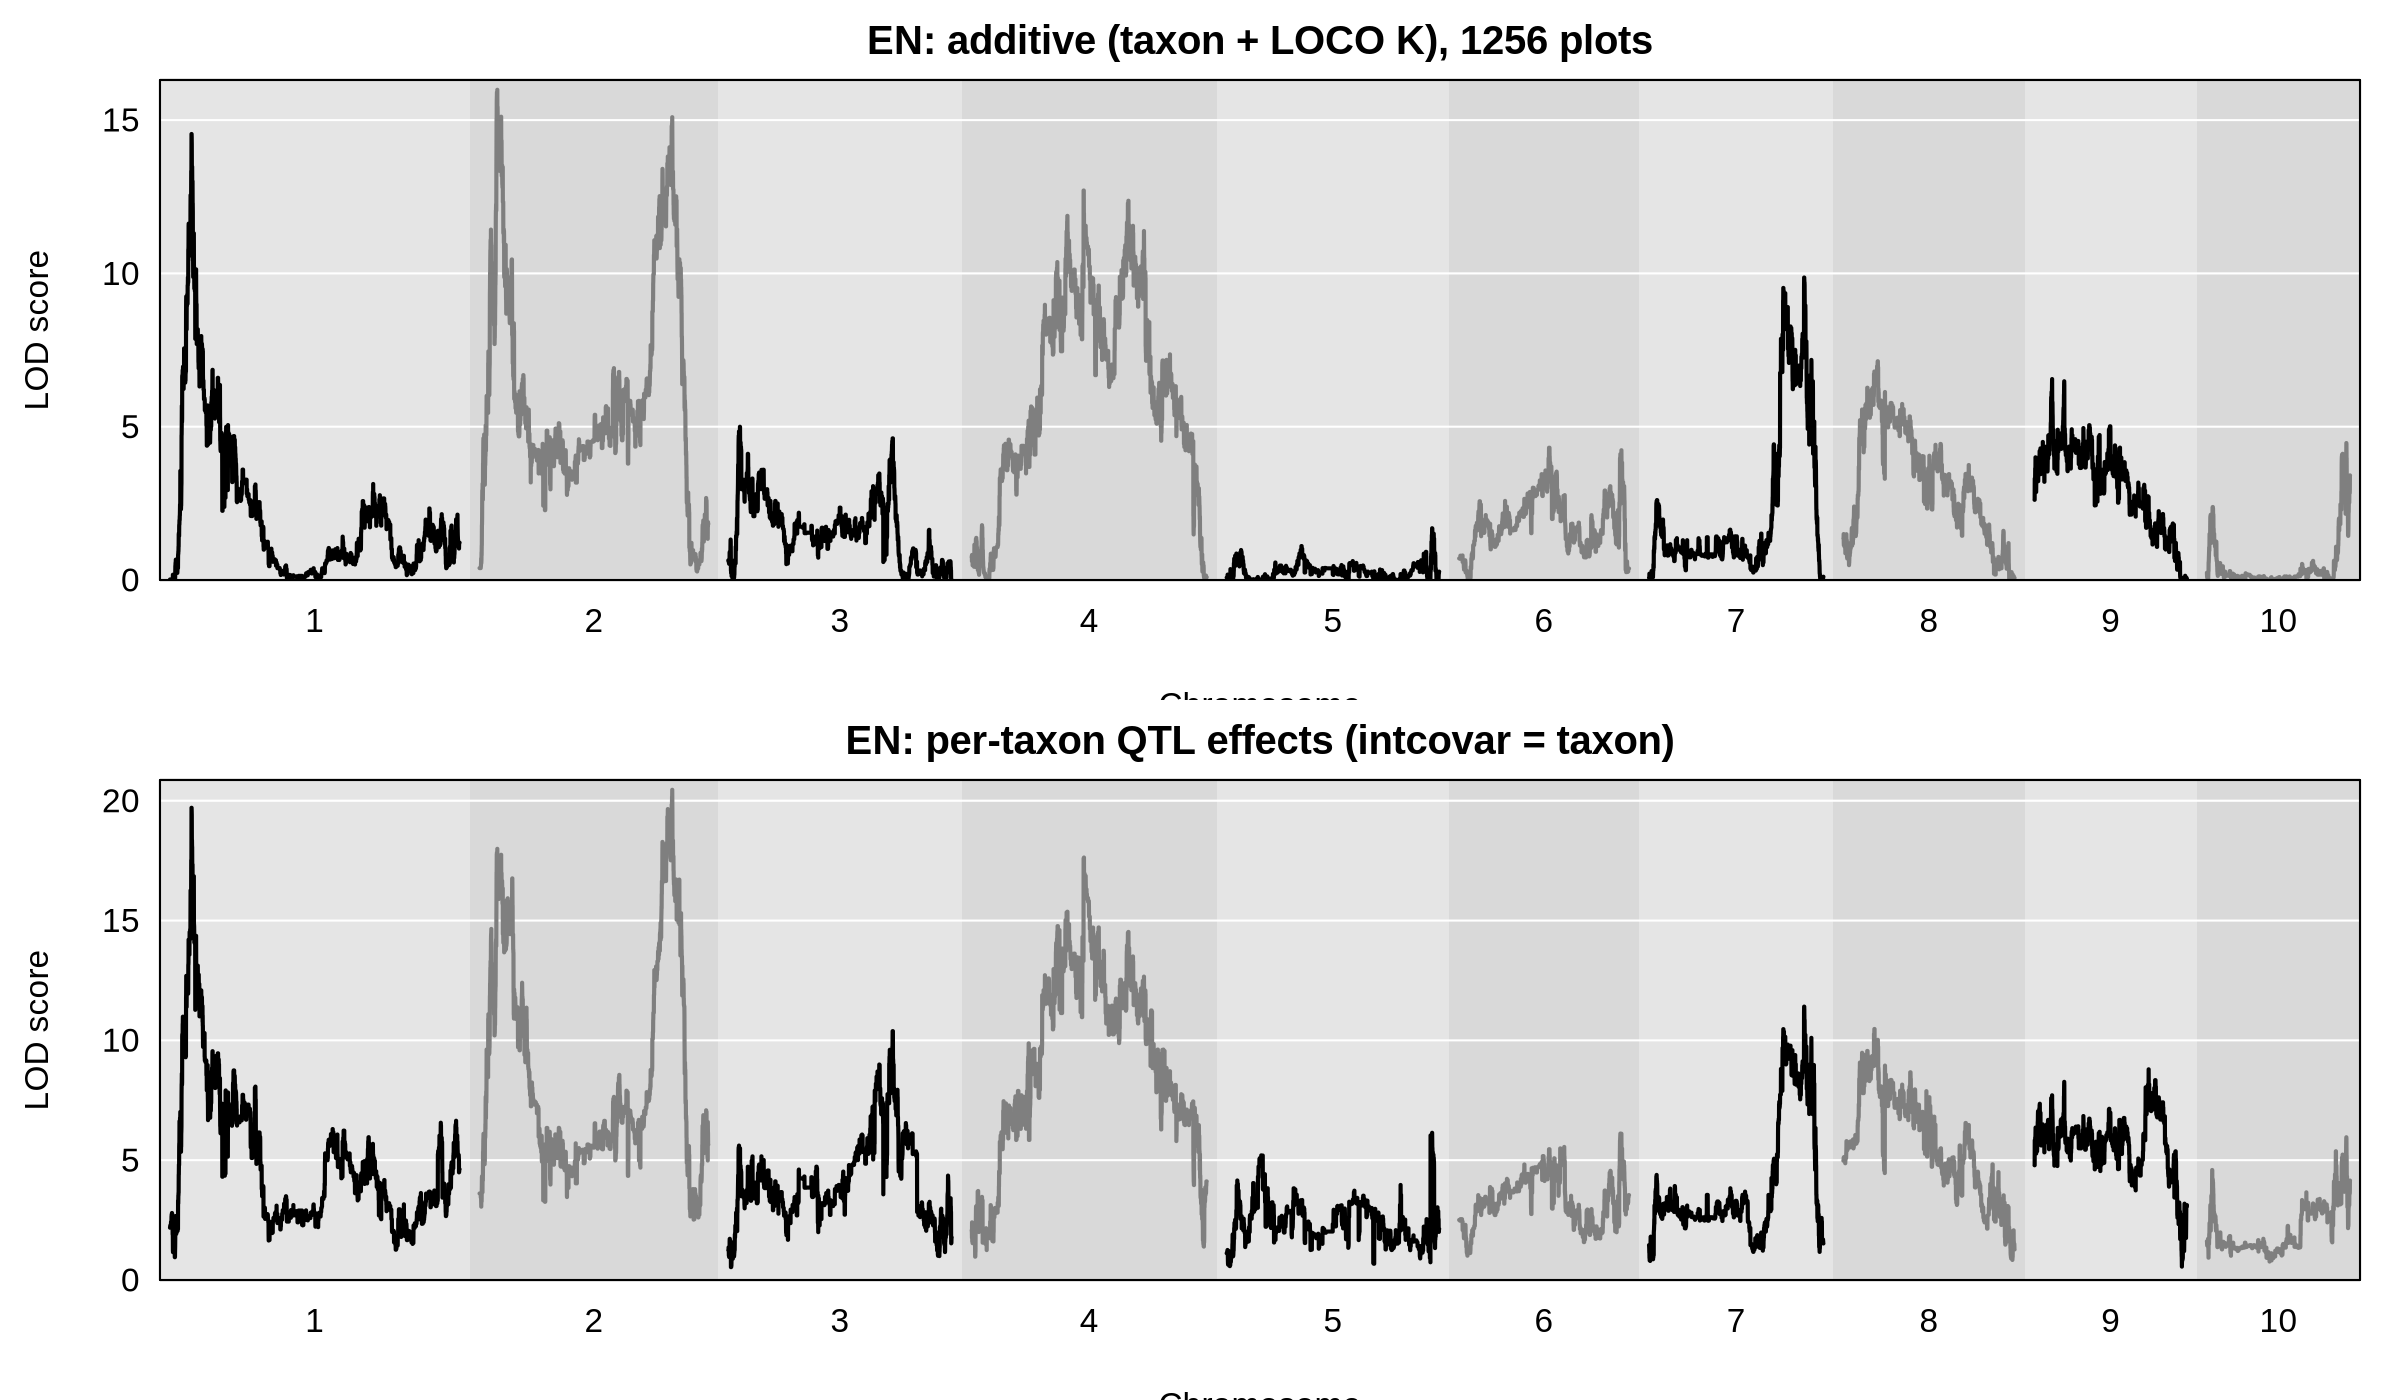 EN: additive (taxon + LOCO K), 1256 plots
15
10
5
0
LOD score
1 2 3 4 5 6 7 8 9 10
Chromosome
EN: per-taxon QTL effects (intcovar = taxon)
20
15
10
5
0
LOD score
1 2 3 4 5 6 7 8 9 10
Chromosome